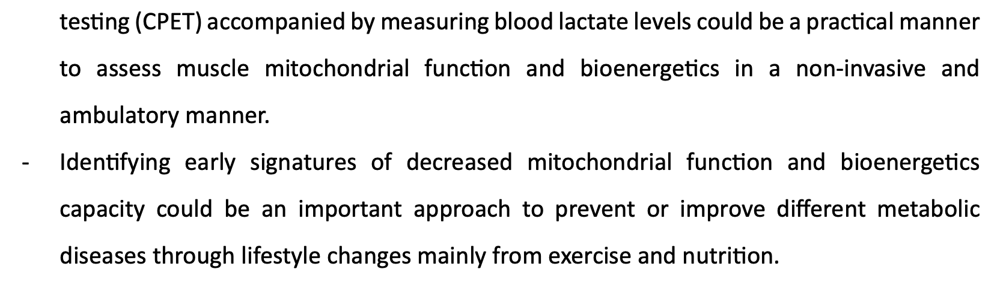 testing (CPET) accompanied by measuring blood lactate levels could be a practical manner
to assess muscle mitochondrial function and bioenergetics in a non-invasive and
ambulatory manner.
- Identifying early signatures of decreased mitochondrial function and bioenergetics
capacity could be an important approach to prevent or improve different metabolic
diseases through lifestyle changes mainly from exercise and nutrition.